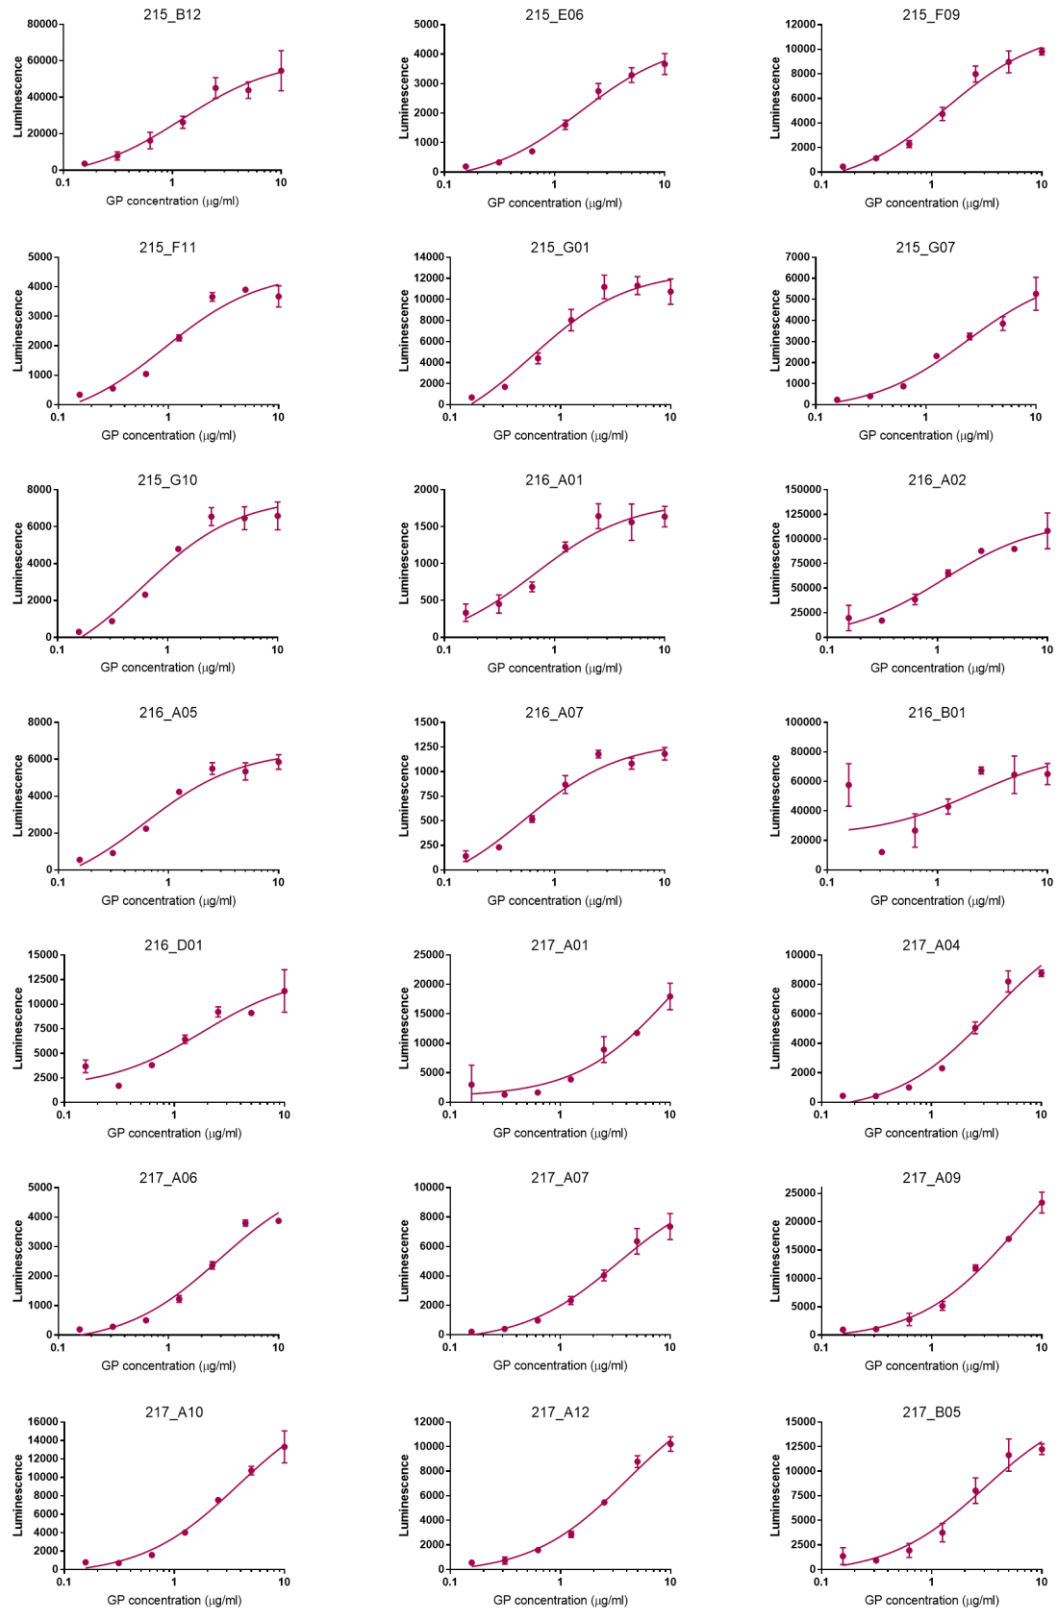 215_B12 215_E06 215_F09
80000 5000 12000
4000 10000
60000 8000
3000
40000 6000
2000 4000
20000 1000 2000
0 0 0
0.1 1 10 0.1 1 10 0.1 1 10
Luminescence Luminescence Luminescence
GP concentration (μg/ml) GP concentration (μg/ml) GP concentration (μg/ml)
215_F11 215_G01 215_G07
5000 14000 7000
12000 6000
4000 10000 5000
3000 8000 4000
2000 6000 3000
4000 2000
1000 2000 1000
0 0 0
0.1 1 10 0.1 1 10 0.1 1 10
Luminescence Luminescence Luminescence
GP concentration (μg/ml) GP concentration (μg/ml) GP concentration (μg/ml)
215_G10 216_A01 216_A02
8000 2000 150000
125000
6000 1500 100000
4000 1000 75000
50000
2000 500 25000
0 0 0
0.1 1 10 0.1 1 10 0.1 1 10
Luminescence Luminescence Luminescence
GP concentration (μg/ml) GP concentration (μg/ml) GP concentration (μg/ml)
216_A05 216_A07 216_B01
8000 1500 100000
1250 80000
6000 1000 60000
4000 750
500 40000
2000 250 20000
0 0 0
0.1 1 10 0.1 1 10 0.1 1 10
Luminescence Luminescence Luminescence
GP concentration (μg/ml) GP concentration (μg/ml) GP concentration (μg/ml)
216_D01 217_A01 217_A04
15000 25000 10000
12500 20000 8000
10000 15000 6000
7500
5000 10000 4000
2500 5000 2000
0 0 0
0.1 1 10 0.1 1 10 0.1 1 10
Luminescence Luminescence Luminescence
GP concentration (μg/ml) GP concentration (μg/ml) GP concentration (μg/ml)
217_A06 217_A07 217_A09
5000 10000 25000
4000 8000 20000
3000 6000 15000
2000 4000 10000
1000 2000 5000
0 0 0
0.1 1 10 0.1 1 10 0.1 1 10
Luminescence Luminescence Luminescence
GP concentration (μg/ml) GP concentration (μg/ml) GP concentration (μg/ml)
217_A10 217_A12 217_B05
16000 12000 15000
14000 10000 12500
12000 8000 10000
10000
8000 6000 7500
6000 4000 5000
4000 2000 2500
2000
0 0 0
0.1 1 10 0.1 1 10 0.1 1 10
Luminescence Luminescence Luminescence
GP concentration (μg/ml) GP concentration (μg/ml) GP concentration (μg/ml)